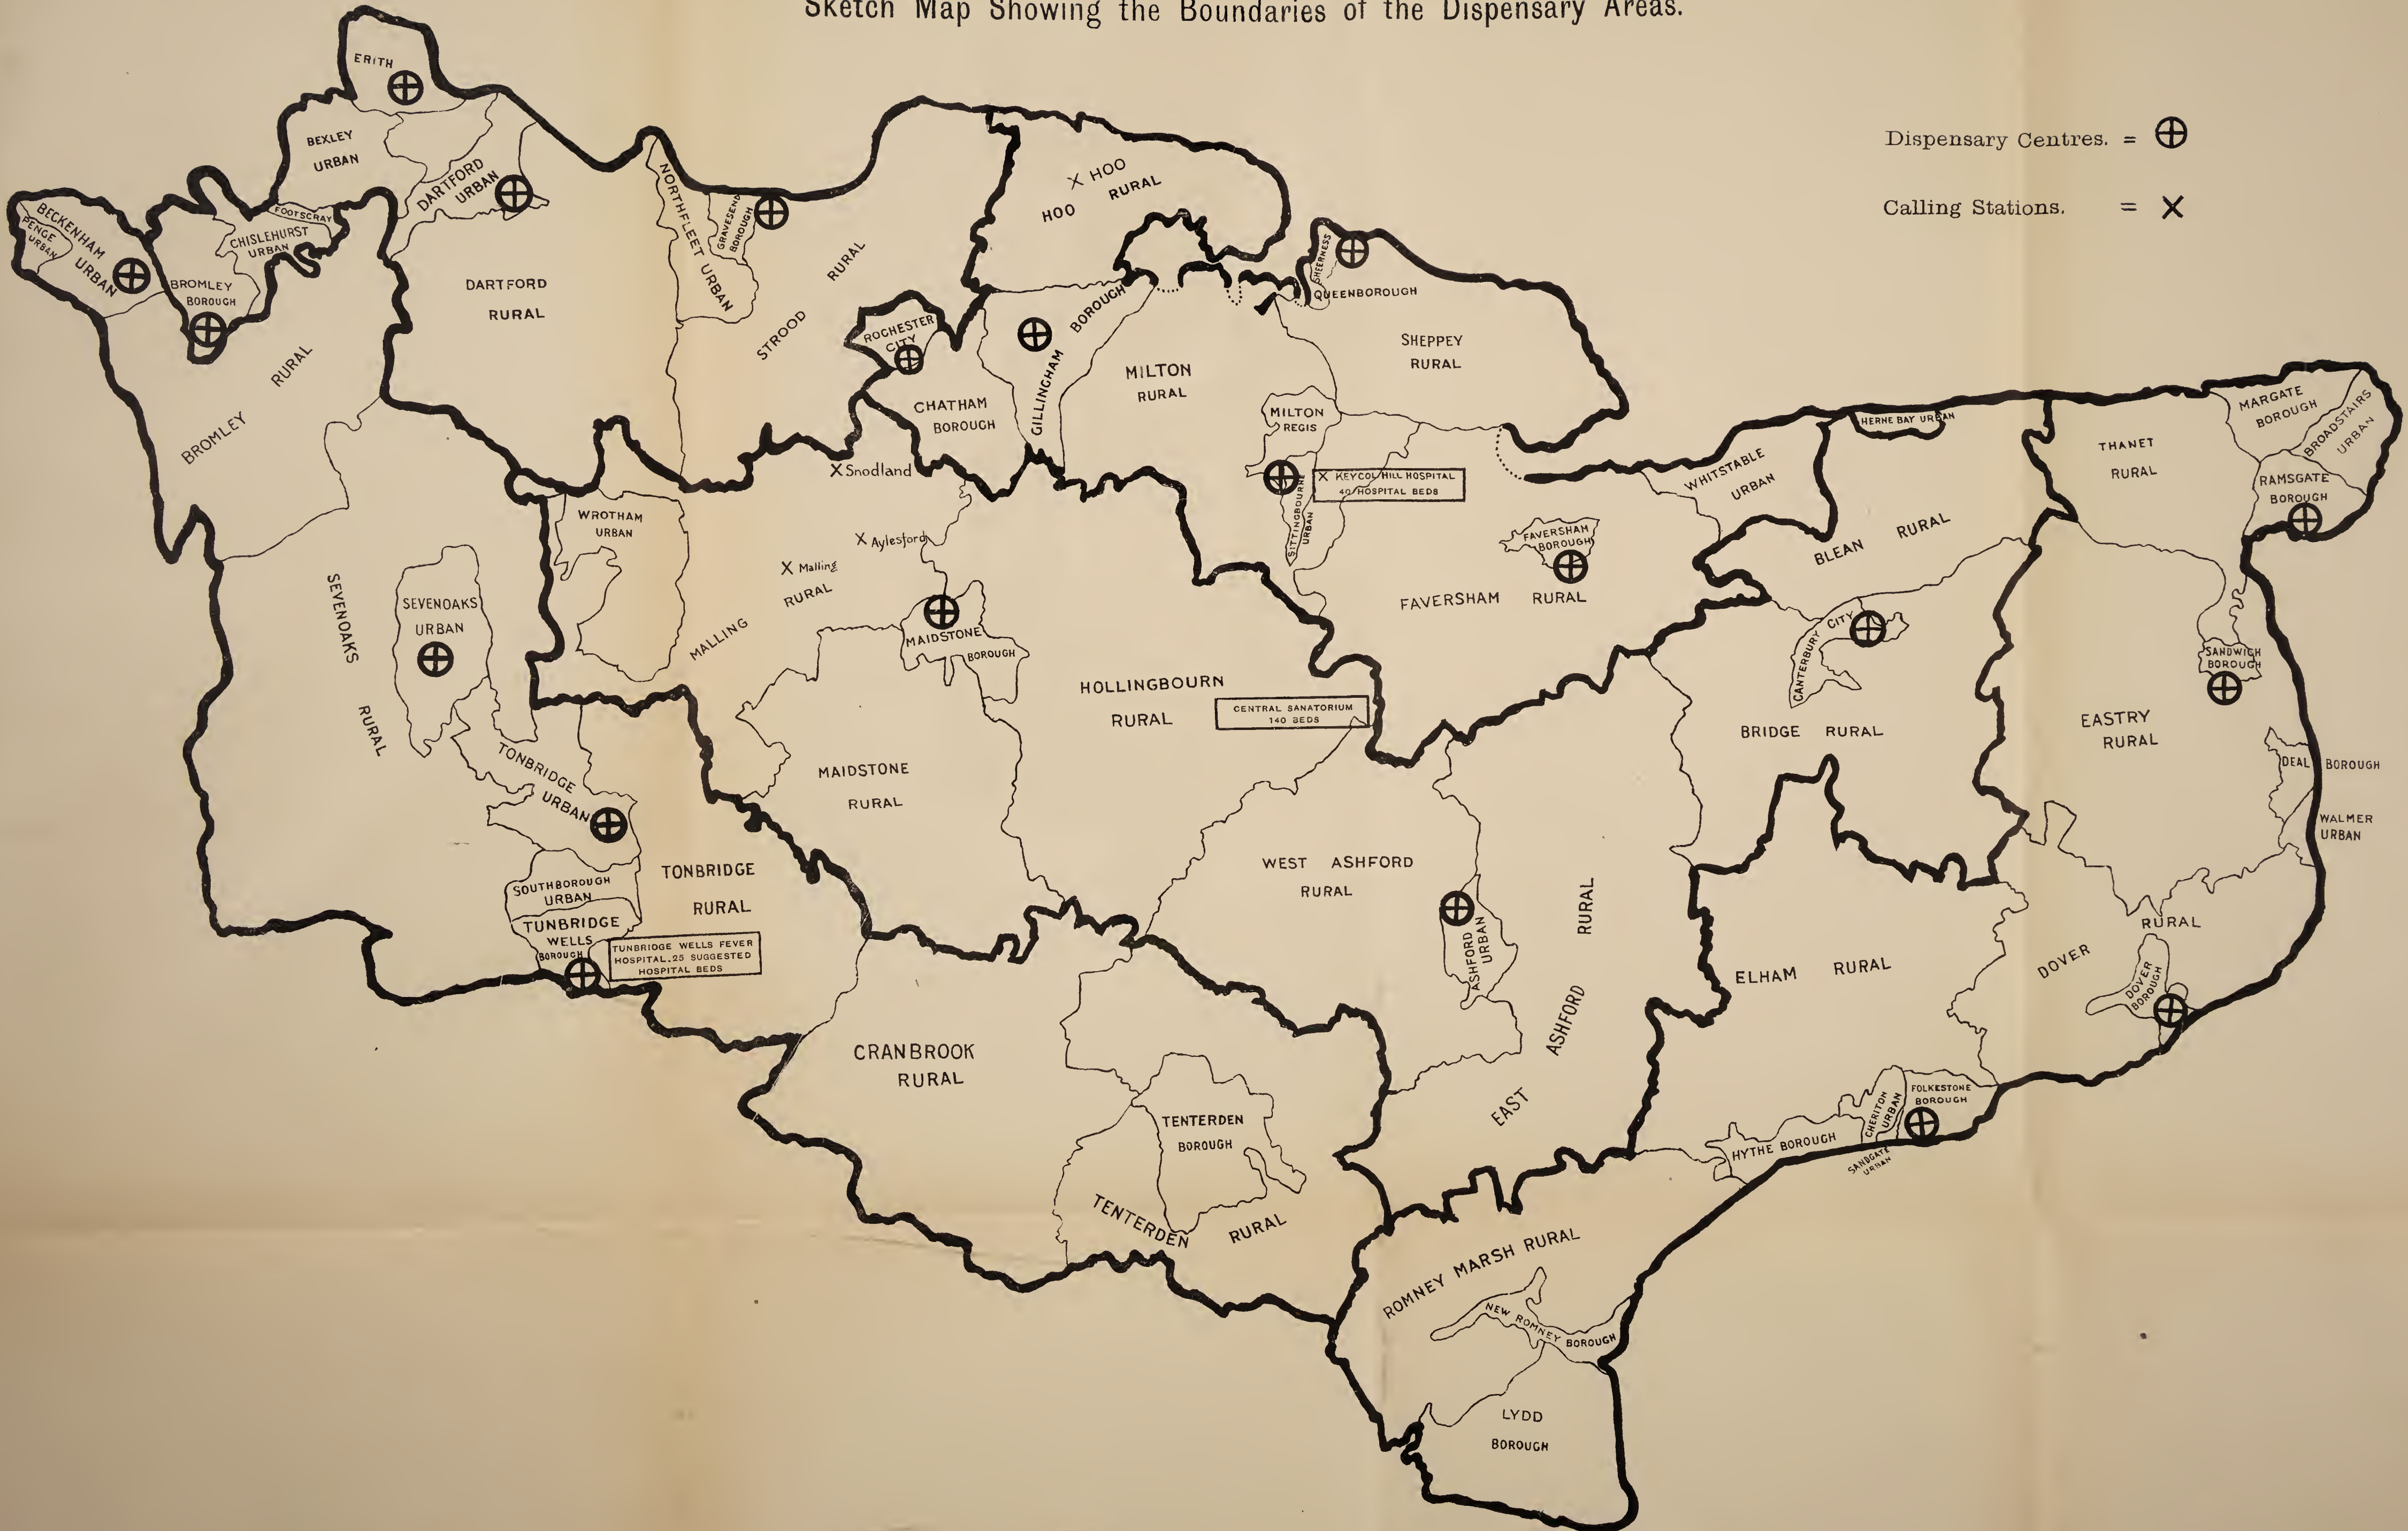 Sketch Map Showing the Boundaries of the Dispensary Areas.
Dispensary Centres. = ⊕
Calling Stations. = X
ERITH
BEXLEY
URBAN
DARTFORD
URBAN
FOOTSCRAY
CHISLEHURST
URBAN
BECKENHAM
URBAN
PENGE
URBAN
BROMLEY
BOROUGH
BROMLEY RURAL
DARTFORD
RURAL
NORTHFLEET URBAN
GRAVESEND
BOROUGH
STROOD RURAL
X HOO
HOO RURAL
ROCHESTER
CITY
CHATHAM
BOROUGH
GILLINGHAM BOROUGH
MILTON
RURAL
SHEERNESS
QUEENBOROUGH
SHEPPEY
RURAL
MILTON
REGIS
X KEYCOL HILL HOSPITAL
40 HOSPITAL BEDS
SITTINGBOURNE
URBAN
FAVERSHAM
BOROUGH
FAVERSHAM RURAL
WHITSTABLE
URBAN
HERNE BAY URBAN
BLEAN RURAL
THANET
RURAL
MARGATE
BOROUGH
BROADSTAIRS
URBAN
RAMSGATE
BOROUGH
X Snodland
X Aylesford
X Malling
MALLING RURAL
WROTHAM
URBAN
SEVENOAKS
URBAN
SEVENOAKS RURAL
MAIDSTONE
BOROUGH
MAIDSTONE
RURAL
HOLLINGBOURN
RURAL
CENTRAL SANATORIUM
140 BEDS
CANTERBURY CITY
BRIDGE RURAL
SANDWICH
BOROUGH
EASTRY
RURAL
DEAL BOROUGH
WALMER
URBAN
TONBRIDGE
URBAN
TONBRIDGE
RURAL
SOUTHBOROUGH
URBAN
TUNBRIDGE
WELLS
BOROUGH
TUNBRIDGE WELLS FEVER
HOSPITAL. 25 SUGGESTED
HOSPITAL BEDS
WEST ASHFORD
RURAL
ASHFORD
URBAN
EAST ASHFORD RURAL
ELHAM RURAL
DOVER RURAL
DOVER
BOROUGH
FOLKESTONE
BOROUGH
CHERITON
URBAN
SANDGATE
URBAN
HYTHE BOROUGH
CRANBROOK
RURAL
TENTERDEN
BOROUGH
TENTERDEN RURAL
ROMNEY MARSH RURAL
NEW ROMNEY BOROUGH
LYDD
BOROUGH